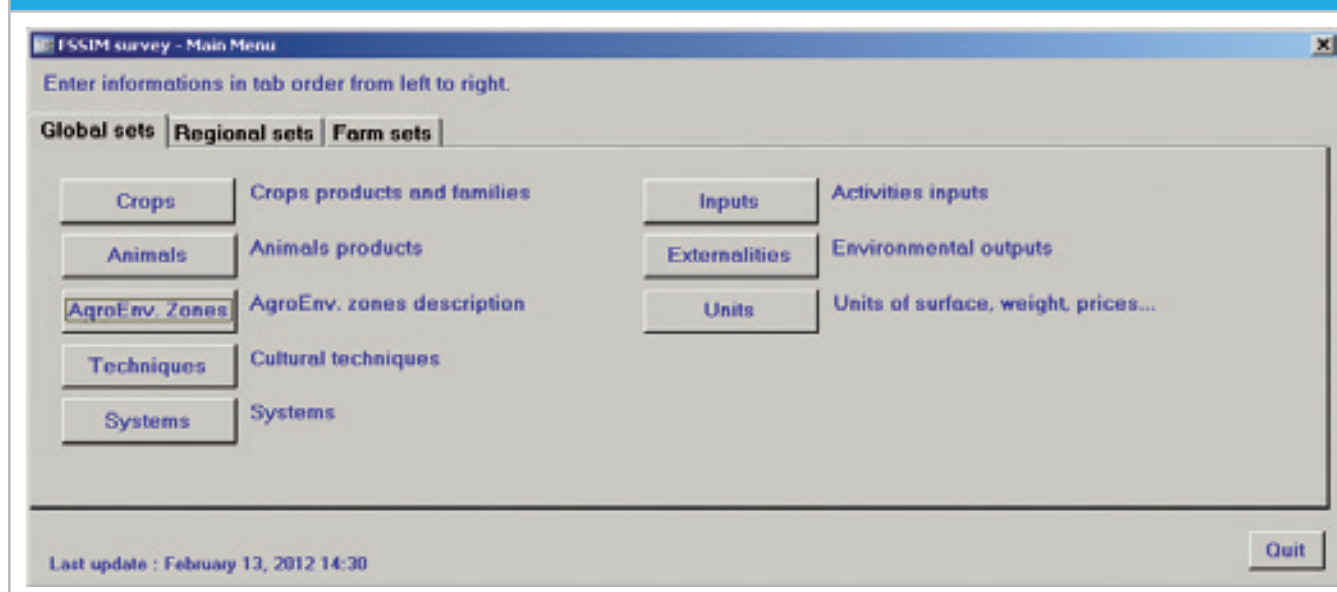 FSSIM survey - Main Menu
Enter informations in tab order from left to right.
Global sets Regional sets Farm sets
Crops Crops products and families Inputs Activities inputs
Animals Animals products Externalities Environmental outputs
AgroEnv. Zones AgroEnv. zones description Units Units of surface, weight, prices...
Techniques Cultural techniques
Systems Systems
Last update : February 13, 2012 14:30 Quit